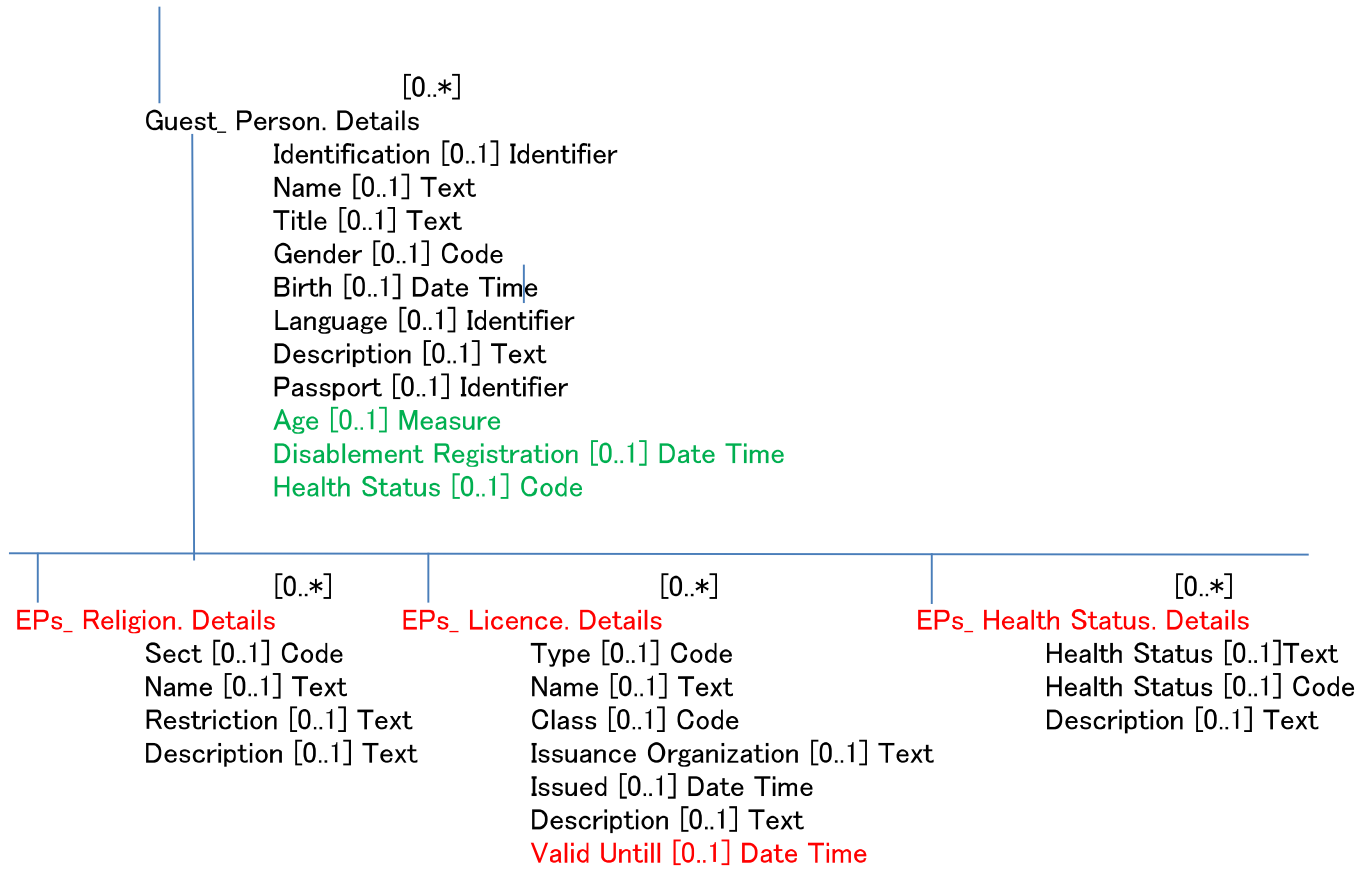 [0..*]
Guest_ Person. Details
Identification [0..1] Identifier
Name [0..1] Text
Title [0..1] Text
Gender [0..1] Code
Birth [0..1] Date Time
Language [0..1] Identifier
Description [0..1] Text
Passport [0..1] Identifier
Age [0..1] Measure
Disablement Registration [0..1] Date Time
Health Status [0..1] Code
[0..*]
EPs_ Religion. Details
Sect [0..1] Code
Name [0..1] Text
Restriction [0..1] Text
Description [0..1] Text
[0..*]
EPs_ Licence. Details
Type [0..1] Code
Name [0..1] Text
Class [0..1] Code
Issuance Organization [0..1] Text
Issued [0..1] Date Time
Description [0..1] Text
Valid Untill [0..1] Date Time
[0..*]
EPs_ Health Status. Details
Health Status [0..1]Text
Health Status [0..1] Code
Description [0..1] Text